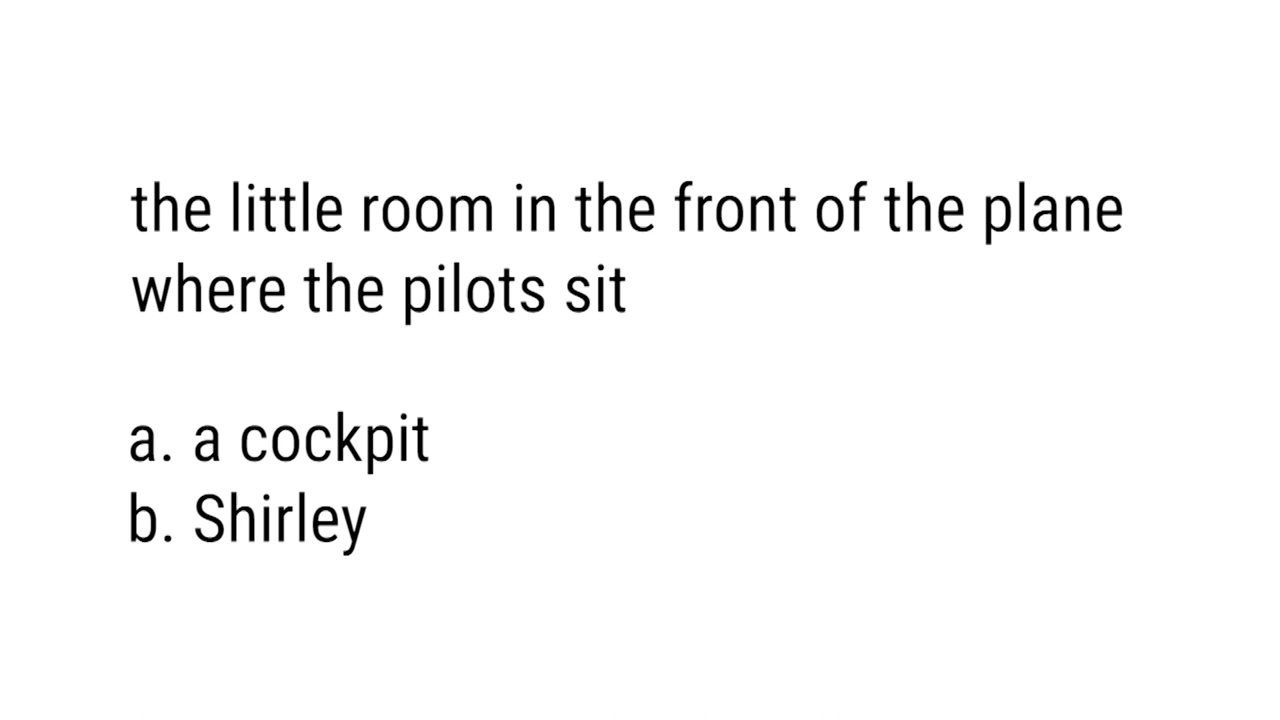 the little room in the front of the plane
where the pilots sit
a. a cockpit
b. Shirley